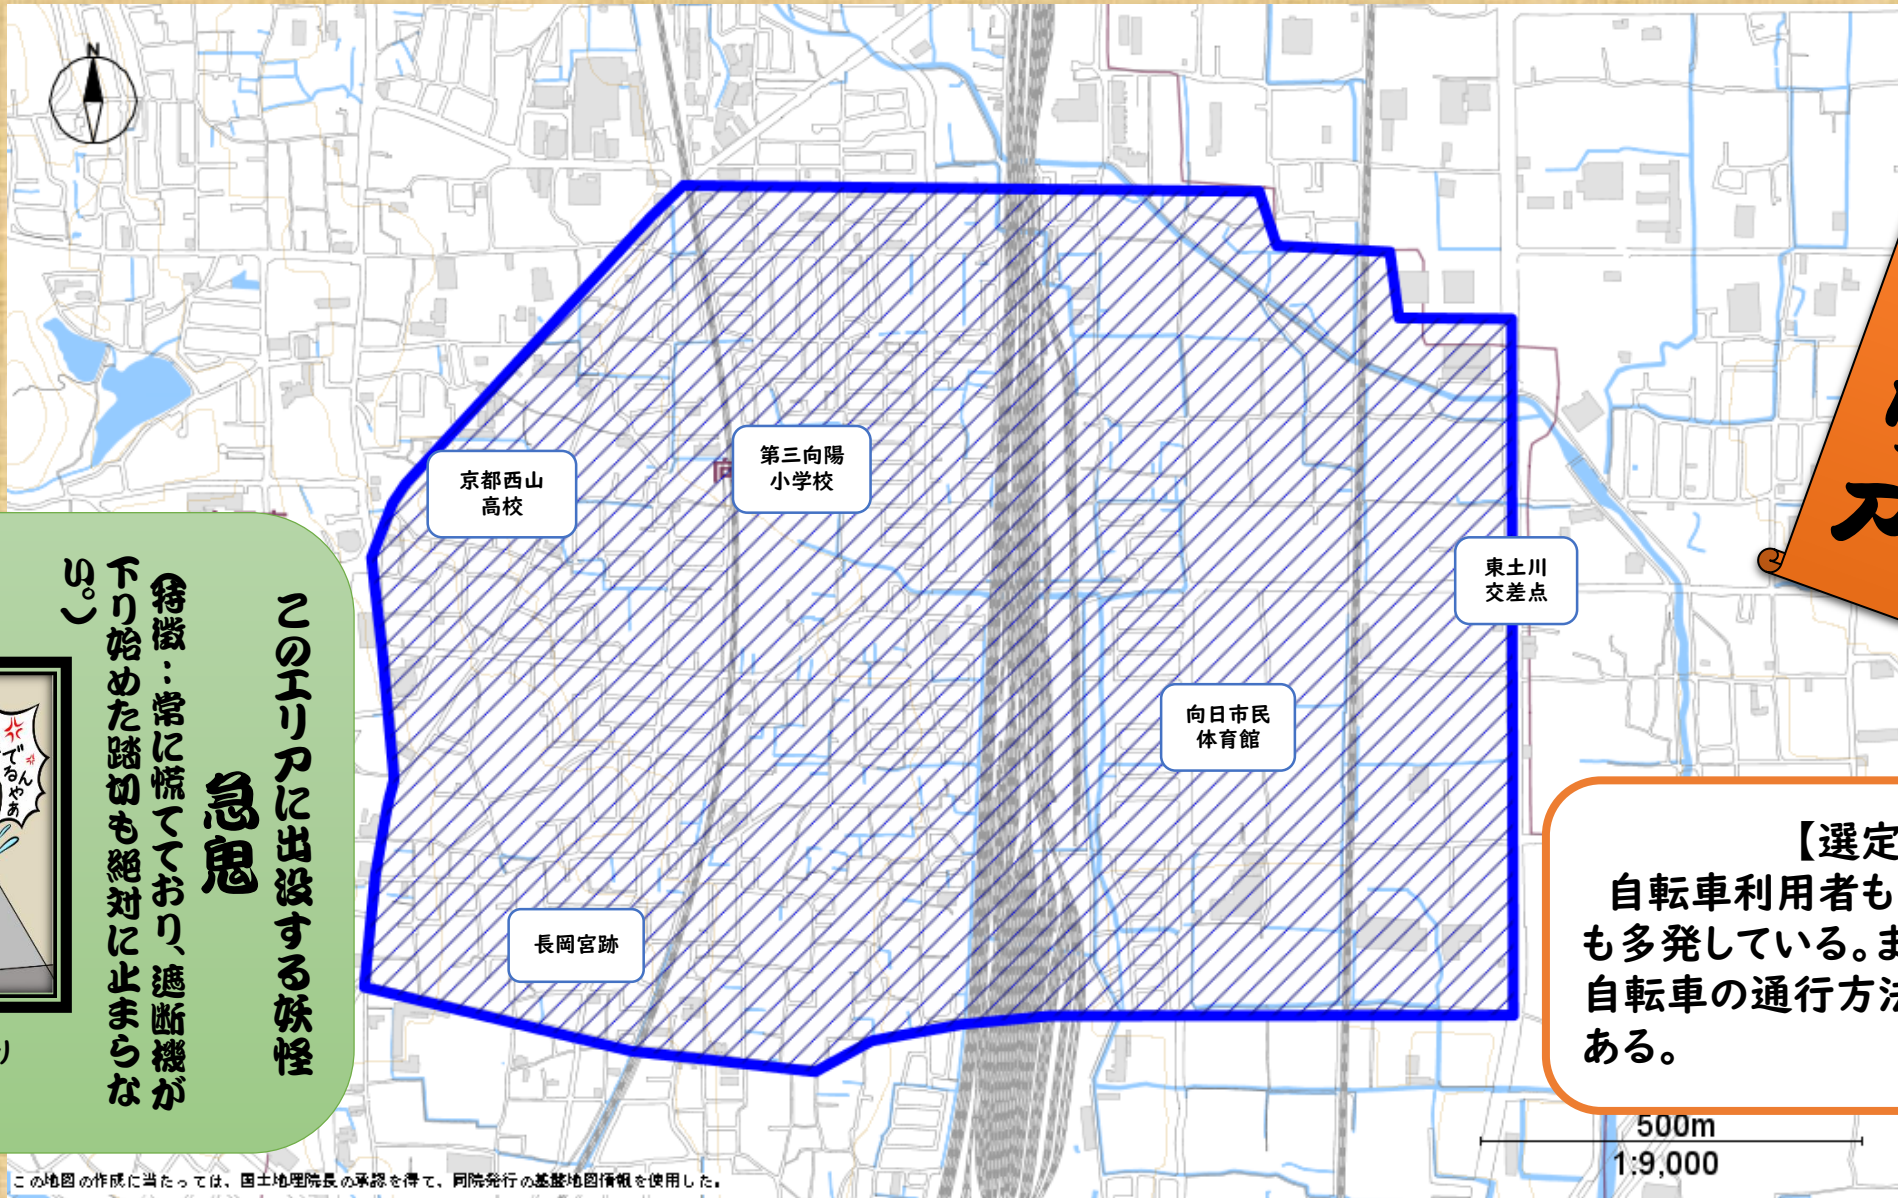 N
京都西山
高校
第三向陽
小学校
東土川
交差点
向日市民
体育館
長岡宮跡
このエリアに出没する妖怪
急鬼
(特徴:常に慌てており、遮断機が
下り始めた踏切も絶対に止まらな
い。)
【選定
自転車利用者も
も多発している。ま
自転車の通行方法
ある。
500m
1:9,000
この地図の作成に当たっては、国土地理院長の承認を得て、同院発行の基盤地図情報を使用した。